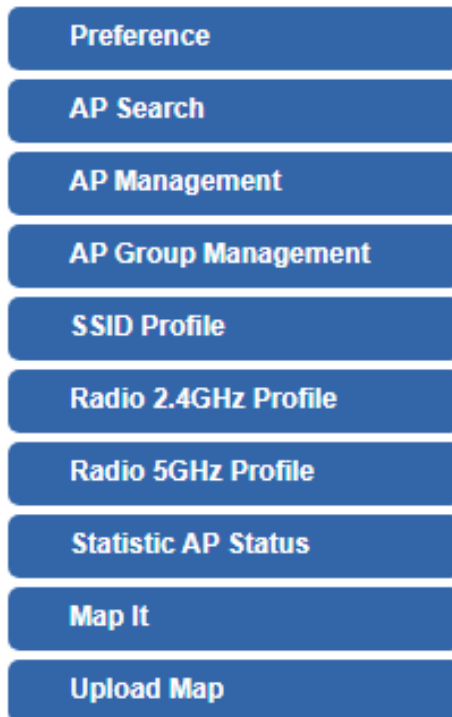 Preference
AP Search
AP Management
AP Group Management
SSID Profile
Radio 2.4GHz Profile
Radio 5GHz Profile
Statistic AP Status
Map It
Upload Map